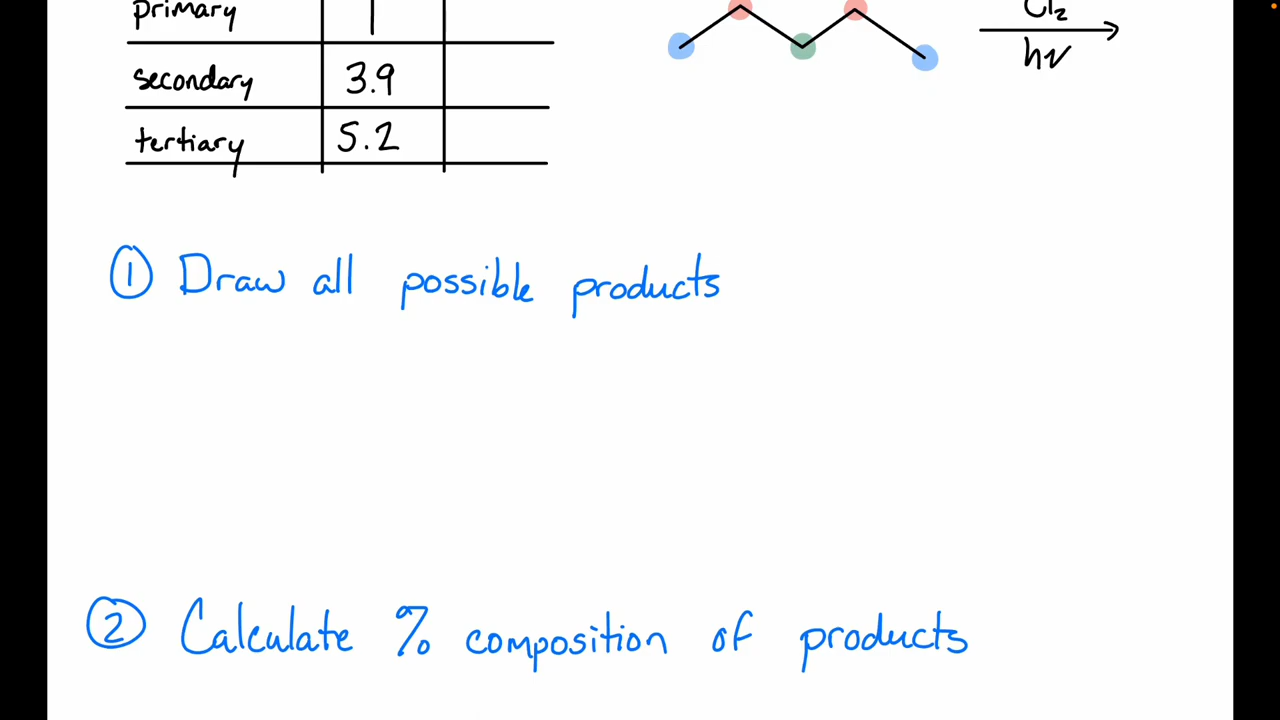 primary 1
Cl₂
hν
secondary 3.9
tertiary 5.2
① Draw all possible products
② Calculate % composition of products